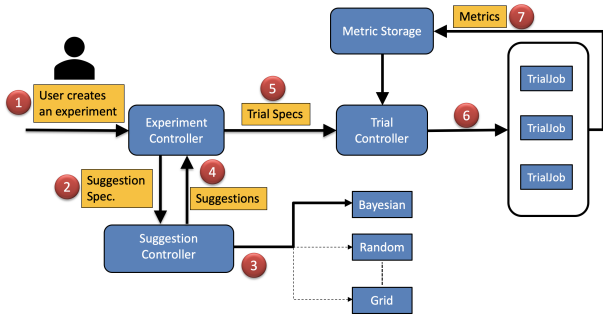 Metrics
7
Metric Storage
1
User creates
an experiment
5
TrialJob
Experiment
Controller
Trial Specs
Trial
Controller
6
TrialJob
2
Suggestion
Spec.
4
Suggestions
TrialJob
Bayesian
Suggestion
Controller
3
Random
Grid